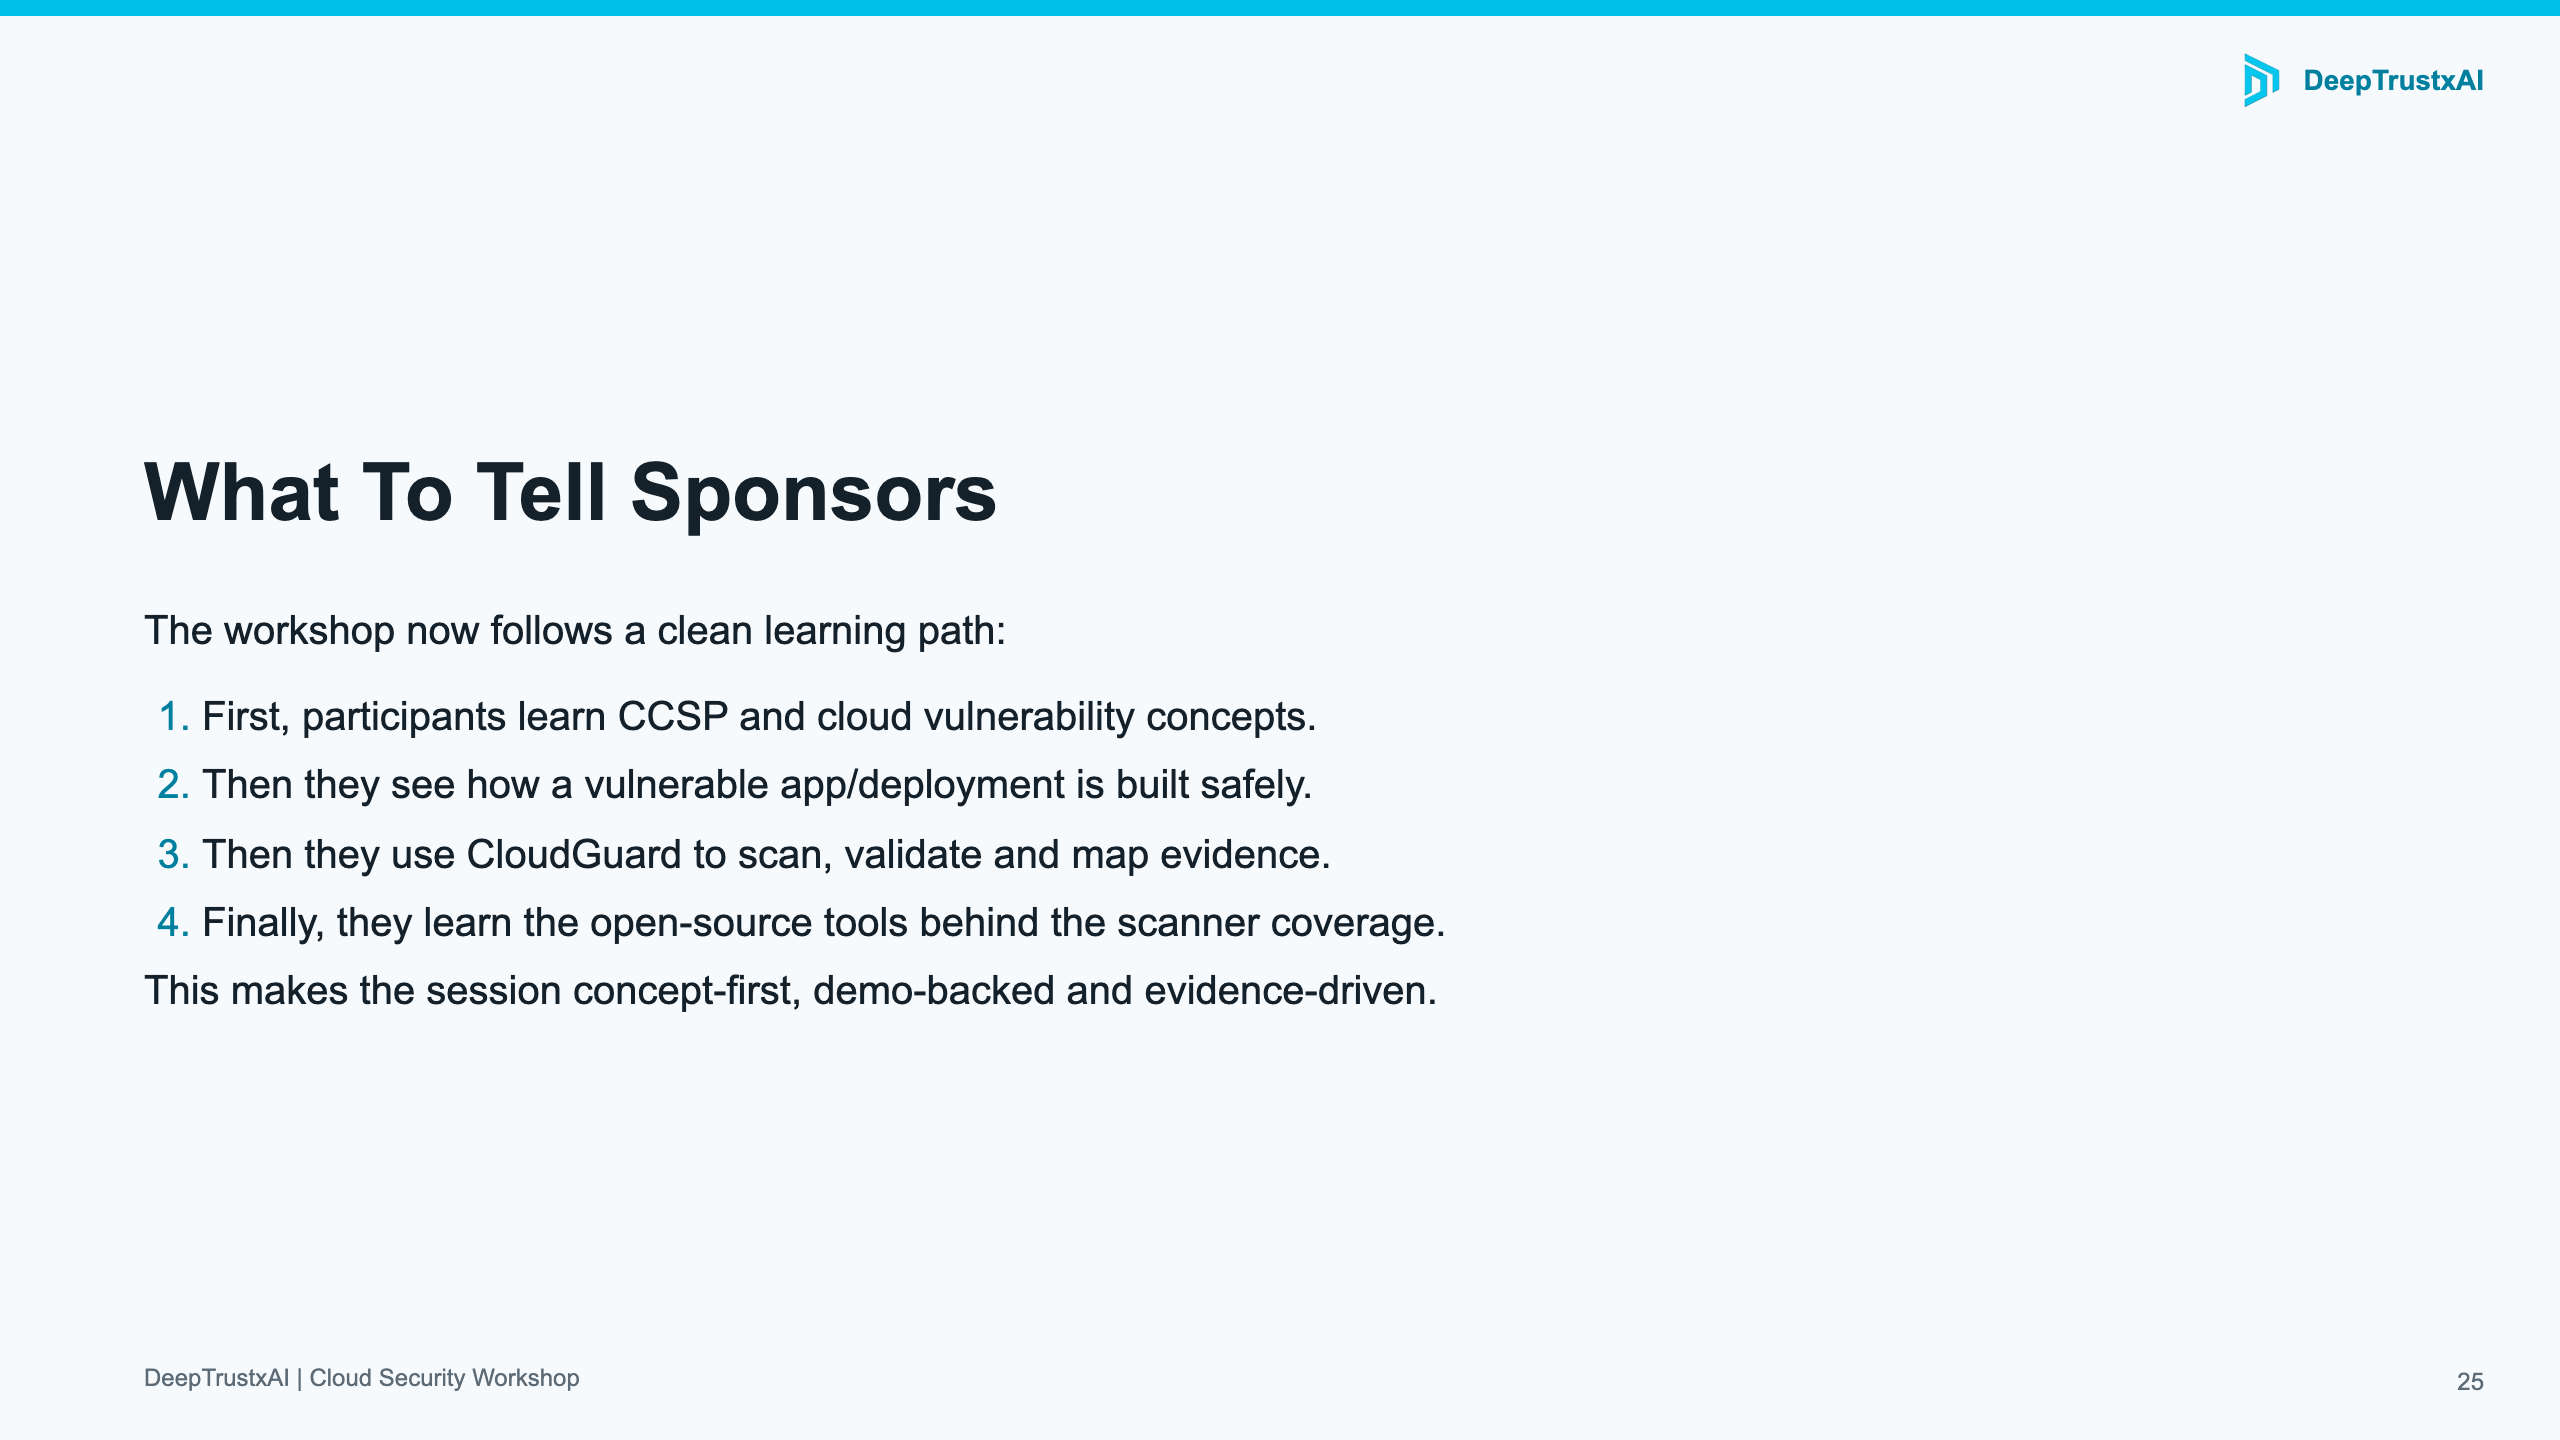 DeepTrustxAI
What To Tell Sponsors
The workshop now follows a clean learning path:
1. First, participants learn CCSP and cloud vulnerability concepts.
2. Then they see how a vulnerable app/deployment is built safely.
3. Then they use CloudGuard to scan, validate and map evidence.
4. Finally, they learn the open-source tools behind the scanner coverage.
This makes the session concept-first, demo-backed and evidence-driven.
DeepTrustxAI | Cloud Security Workshop
25